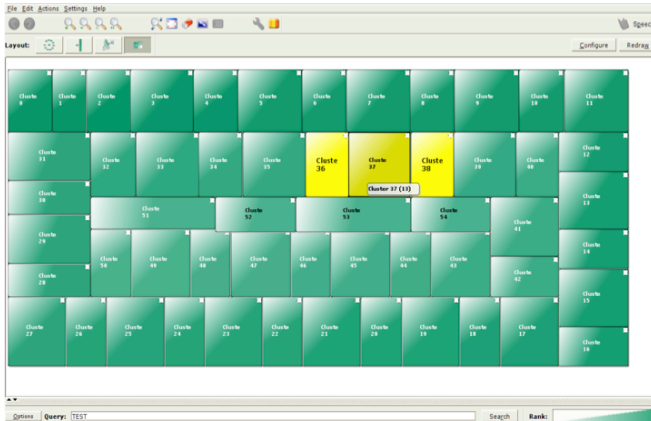 File Edit Actions Settings Help
Speed
Layout:
Configure Redraw
Cluste 0
Cluste 1
Cluste 2
Cluste 3
Cluste 4
Cluste 5
Cluste 6
Cluste 7
Cluste 8
Cluste 9
Cluste 10
Cluste 11
Cluste 31
Cluste 32
Cluste 33
Cluste 34
Cluste 35
Cluste 36
Cluste 37
Cluste 38
Cluste 39
Cluste 40
Cluste 12
Cluster 37 (13)
Cluste 30
Cluste 51
Cluste 52
Cluste 53
Cluste 54
Cluste 41
Cluste 13
Cluste 29
Cluste 50
Cluste 49
Cluste 48
Cluste 47
Cluste 46
Cluste 45
Cluste 44
Cluste 43
Cluste 14
Cluste 28
Cluste 42
Cluste 15
Cluste 27
Cluste 26
Cluste 25
Cluste 24
Cluste 23
Cluste 22
Cluste 21
Cluste 20
Cluste 19
Cluste 18
Cluste 17
Cluste 16
Options Query: TEST Search Rank: